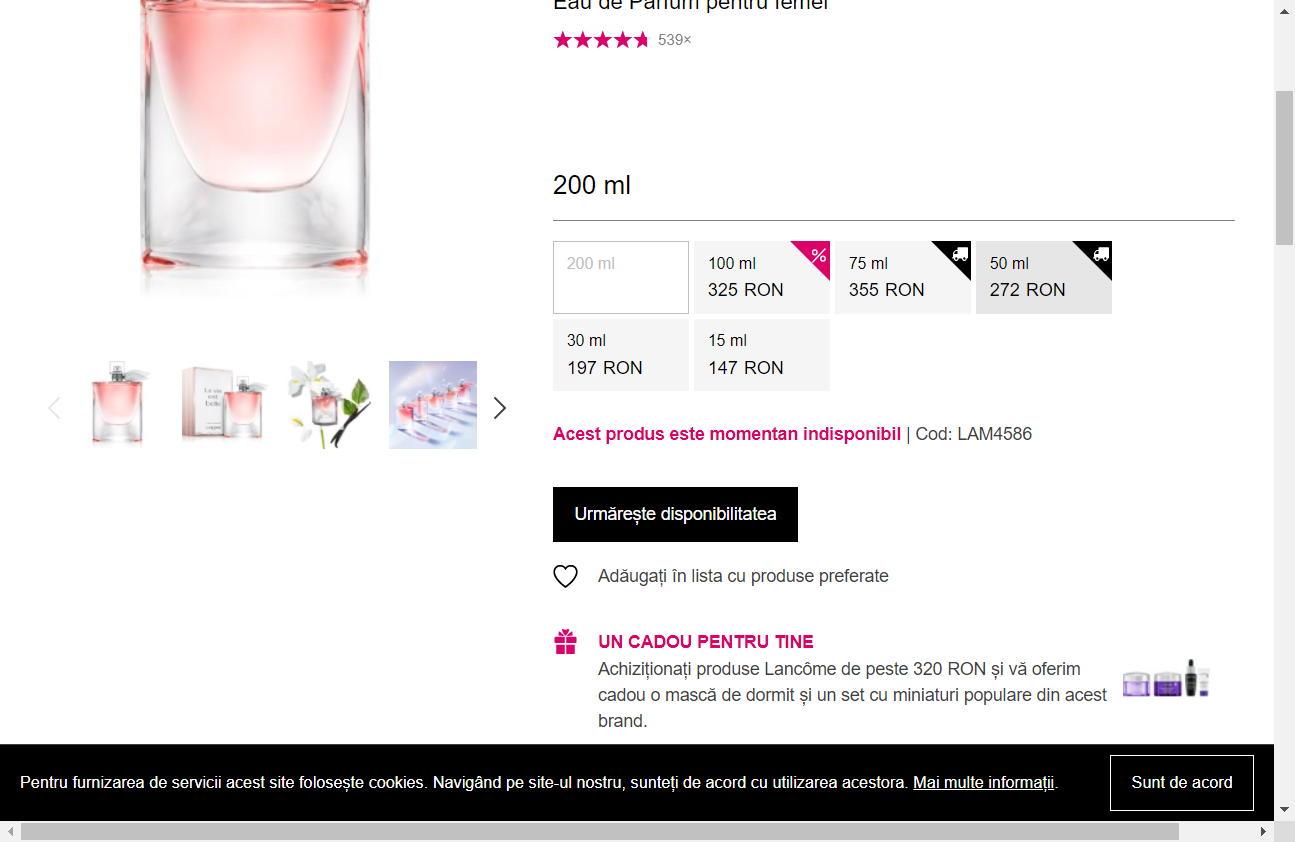 Eau de Parfum pentru femei
539×
200 ml
200 ml
100 ml
325 RON
%
75 ml
355 RON
50 ml
272 RON
30 ml
197 RON
15 ml
147 RON
La vie
est
belle
Acest produs este momentan indisponibil | Cod: LAM4586
Urmărește disponibilitatea
Adăugați în lista cu produse preferate
UN CADOU PENTRU TINE
Achiziționați produse Lancôme de peste 320 RON și vă oferim
cadou o mască de dormit și un set cu miniaturi populare din acest
brand.
Pentru furnizarea de servicii acest site folosește cookies. Navigând pe site-ul nostru, sunteți de acord cu utilizarea acestora. Mai multe informații.
Sunt de acord